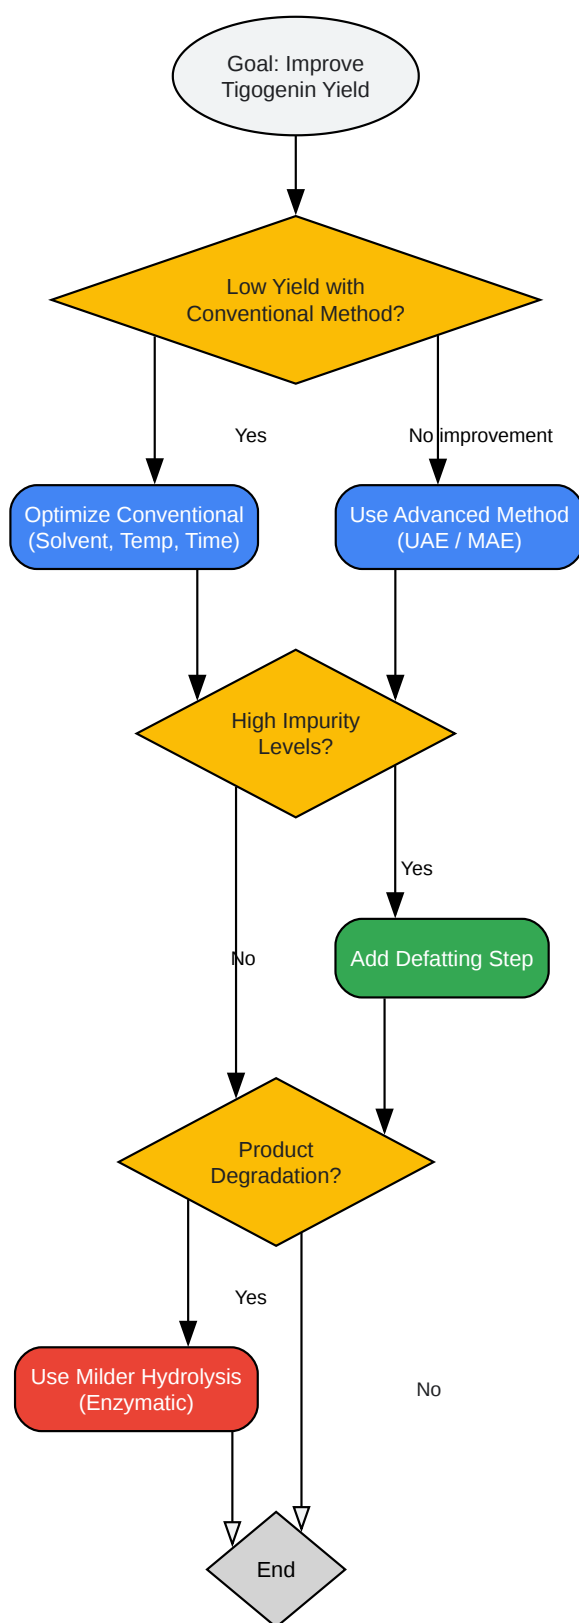 Goal: Improve
Tigogenin Yield
Low Yield with
Conventional Method?
Yes
No improvement
Optimize Conventional
(Solvent, Temp, Time)
Use Advanced Method
(UAE / MAE)
High Impurity
Levels?
Yes
No
Add Defatting Step
Product
Degradation?
Yes
Use Milder Hydrolysis
(Enzymatic)
No
End